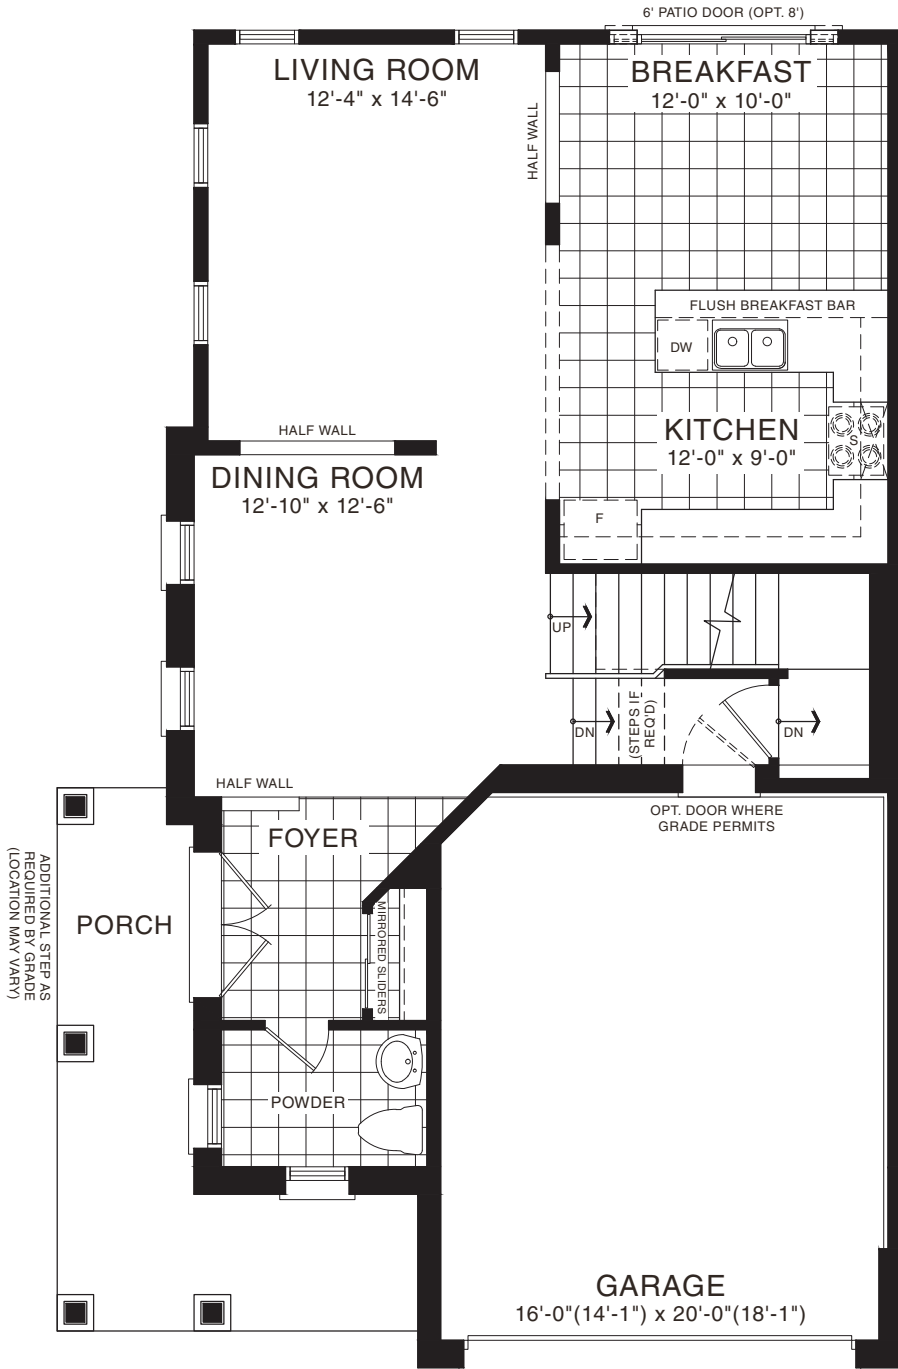 6' PATIO DOOR (OPT. 8')
LIVING ROOM
12'-4" x 14'-6"
BREAKFAST
12'-0" x 10'-0"
HALF WALL
FLUSH BREAKFAST BAR
DW
KITCHEN
12'-0" x 9'-0"
S
HALF WALL
DINING ROOM
12'-10" x 12'-6"
F
UP
DN
(STEPS IF
REQ'D)
DN
HALF WALL
OPT. DOOR WHERE
GRADE PERMITS
FOYER
ADDITIONAL STEP AS
REQUIRED BY GRADE
(LOCATION MAY VARY)
PORCH
MIRRORED SLIDERS
POWDER
GARAGE
16'-0"(14'-1") x 20'-0"(18'-1")